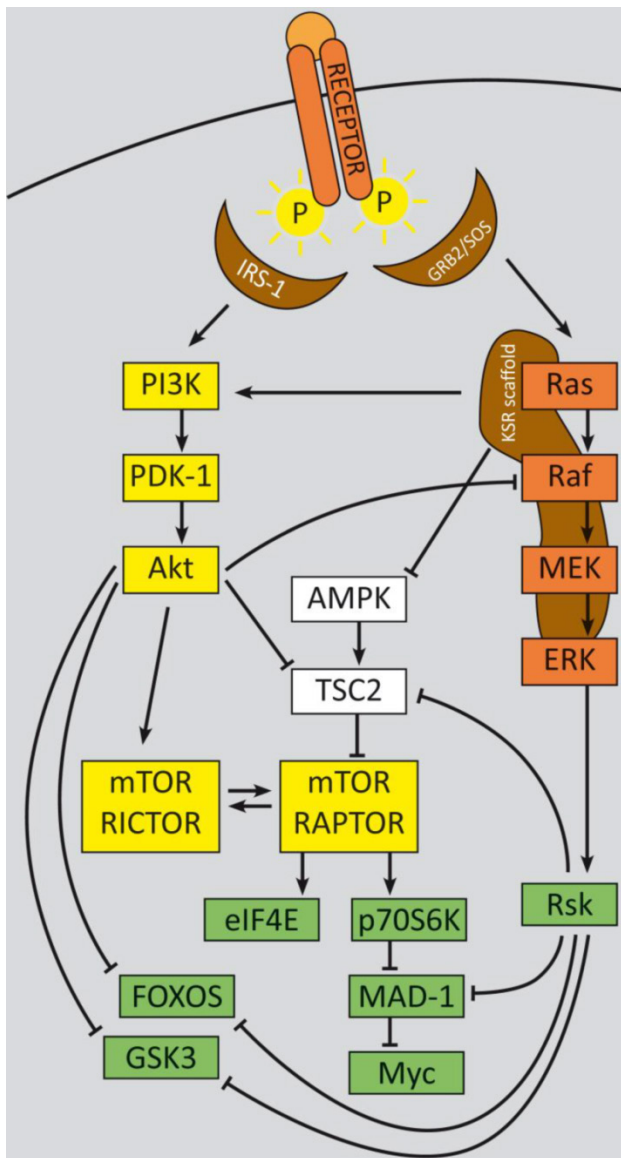 RECEPTOR
P
P
IRS-1
GRB2/SOS
PI3K
KSR scaffold
Ras
PDK-1
Raf
Akt
AMPK
MEK
TSC2
ERK
mTOR
RICTOR
mTOR
RAPTOR
eIF4E
p70S6K
Rsk
FOXOS
MAD-1
GSK3
Myc